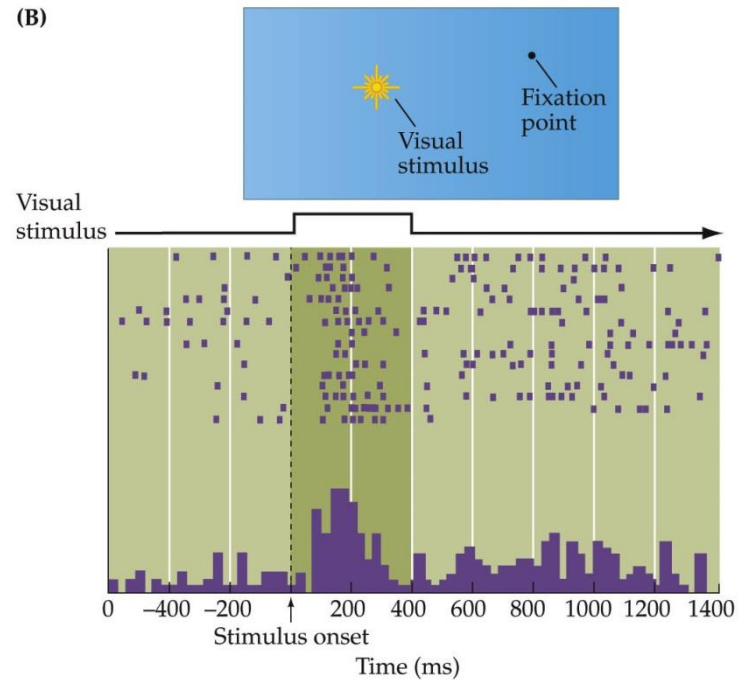 (B)
Fixation
point
Visual
stimulus
Visual
stimulus
0 –400 –200 200 400 600 800 1000 1200 1400
Stimulus onset
Time (ms)